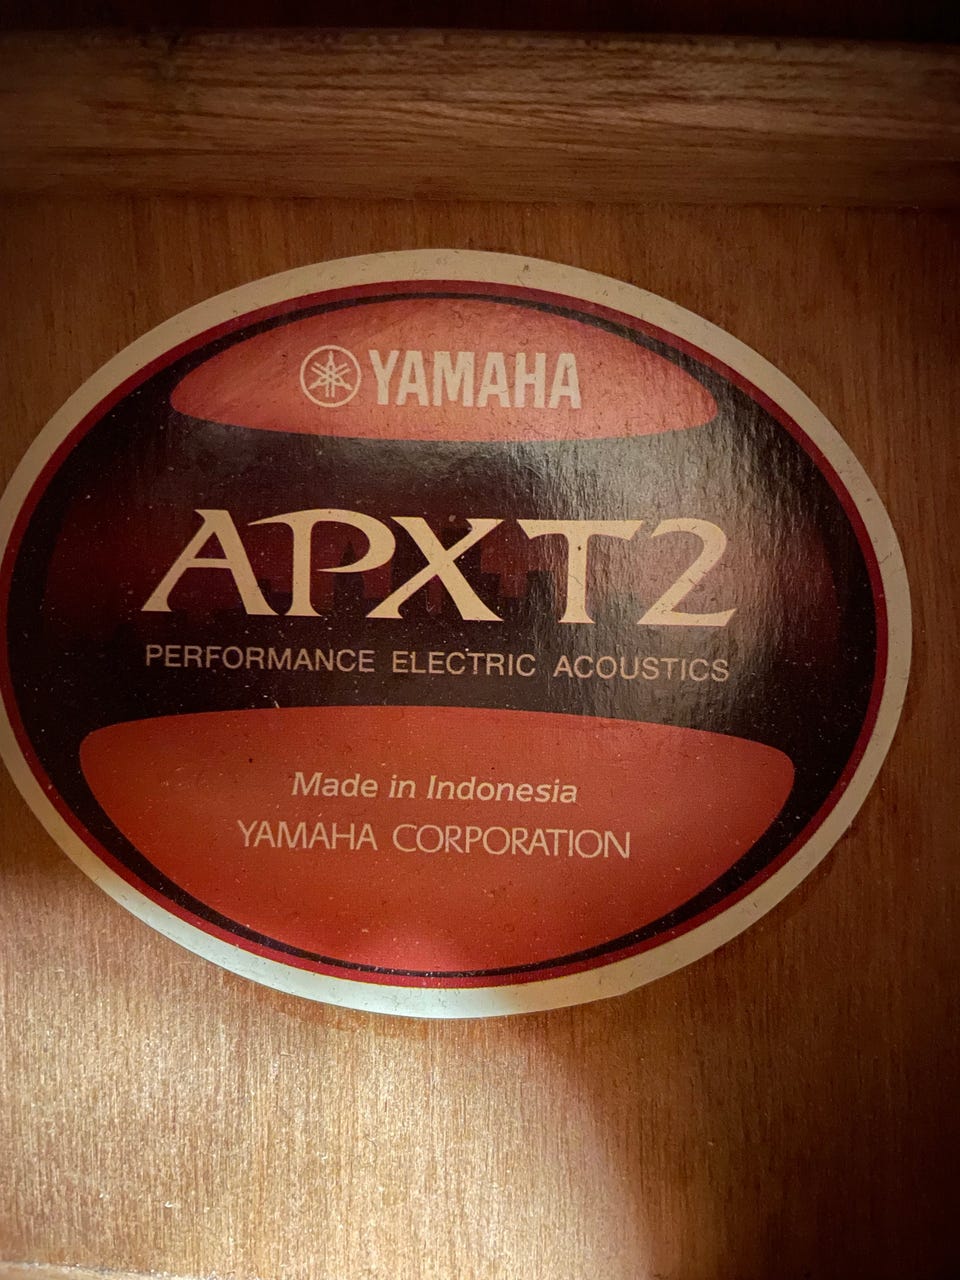 YAMAHA
APXT2
PERFORMANCE ELECTRIC ACOUSTICS
Made in Indonesia
YAMAHA CORPORATION